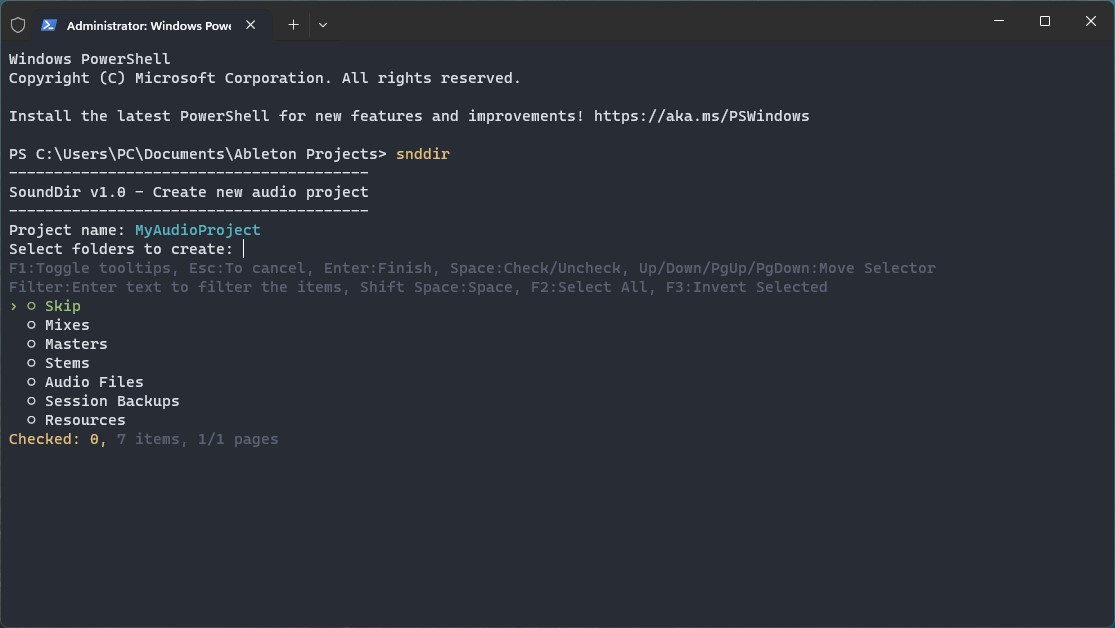 Administrator: Windows Powe
Windows PowerShell
Copyright (C) Microsoft Corporation. All rights reserved.
Install the latest PowerShell for new features and improvements! https://aka.ms/PSWindows
PS C:\Users\PC\Documents\Ableton Projects> snddir
----------------------------------------
SoundDir v1.0 - Create new audio project
----------------------------------------
Project name: MyAudioProject
Select folders to create:
F1:Toggle tooltips, Esc:To cancel, Enter:Finish, Space:Check/Uncheck, Up/Down/PgUp/PgDown:Move Selector
Filter:Enter text to filter the items, Shift Space:Space, F2:Select All, F3:Invert Selected
› ○ Skip
○ Mixes
○ Masters
○ Stems
○ Audio Files
○ Session Backups
○ Resources
Checked: 0, 7 items, 1/1 pages